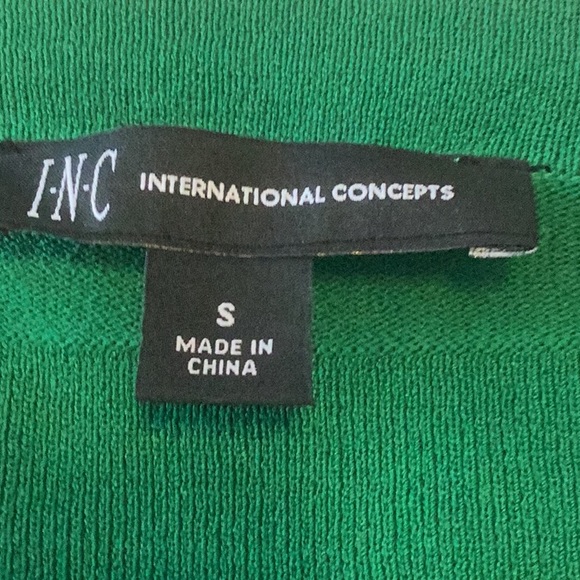 I·N·C INTERNATIONAL CONCEPTS
S
MADE IN
CHINA